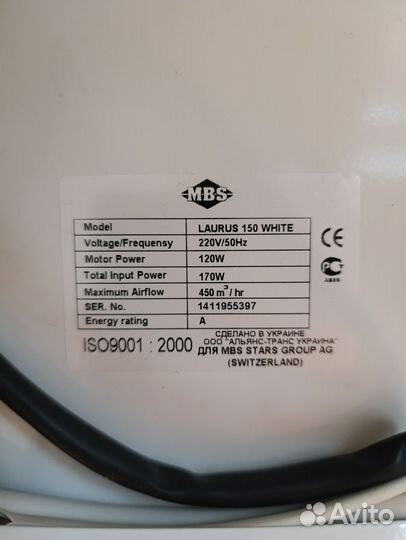 MBS
Model LAURUS 150 WHITE
Voltage/Frequensy 220V/50Hz
Motor Power 120W
Total Input Power 170W
Maximum Airflow 450 m³/ hr
SER. No. 1411955397
Energy rating A
CE
РСТ
ISO9001 : 2000
СДЕЛАНО В УКРАИНЕ
ООО "АЛЬЯНС-ТРАНС УКРАИНА"
ДЛЯ MBS STARS GROUP AG
(SWITZERLAND)
Avito